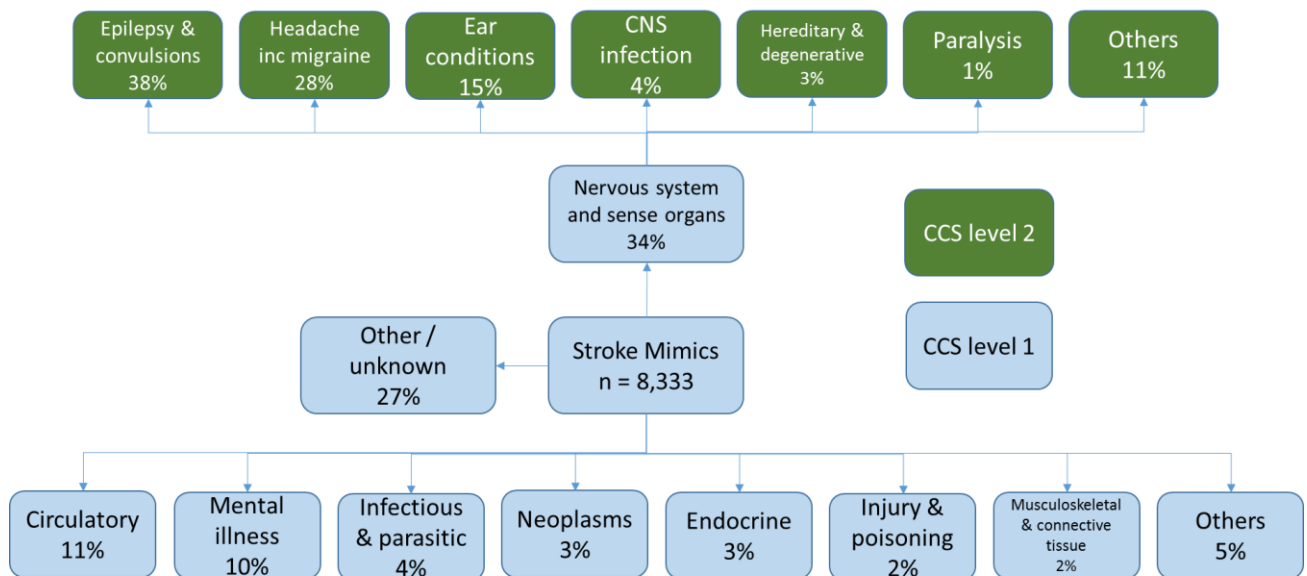 Epilepsy &
convulsions
38%
Headache
inc migraine
28%
Ear
conditions
15%
CNS
infection
4%
Hereditary &
degenerative
3%
Paralysis
1%
Others
11%
Nervous system
and sense organs
34%
CCS level 2
Other /
unknown
27%
Stroke Mimics
n = 8,333
CCS level 1
Circulatory
11%
Mental
illness
10%
Infectious
& parasitic
4%
Neoplasms
3%
Endocrine
3%
Injury &
poisoning
2%
Musculoskeletal
& connective
tissue
2%
Others
5%